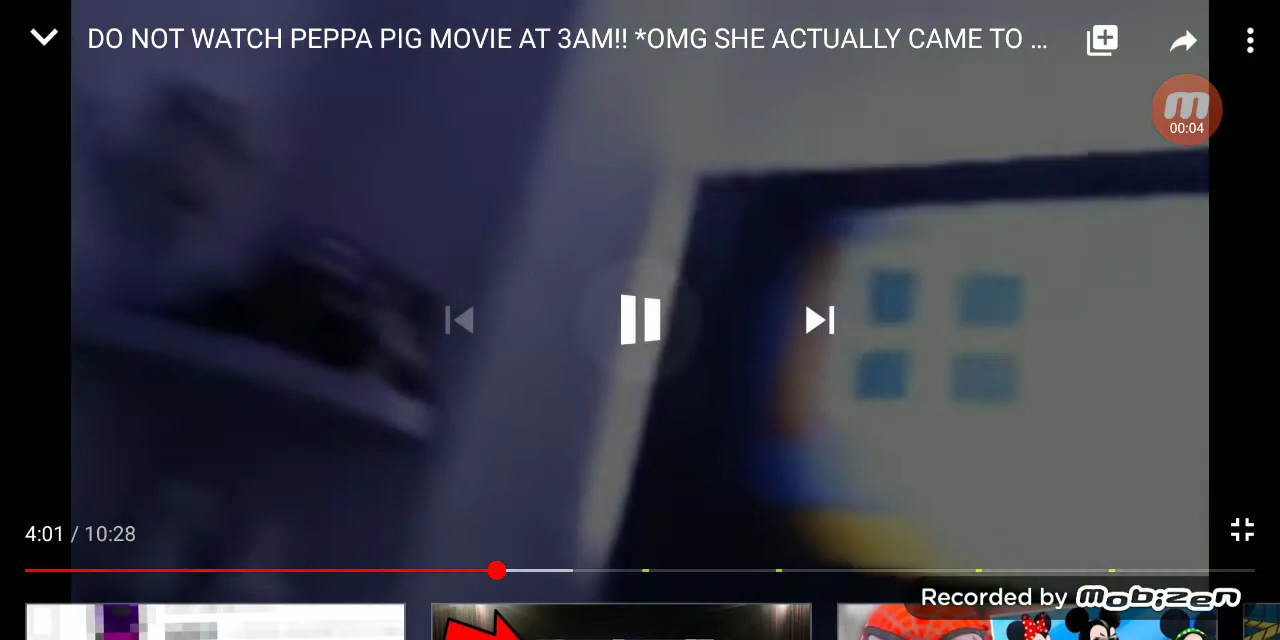 DO NOT WATCH PEPPA PIG MOVIE AT 3AM!! *OMG SHE ACTUALLY CAME TO ...
00:04
4:01 / 10:28
Recorded by mobizen